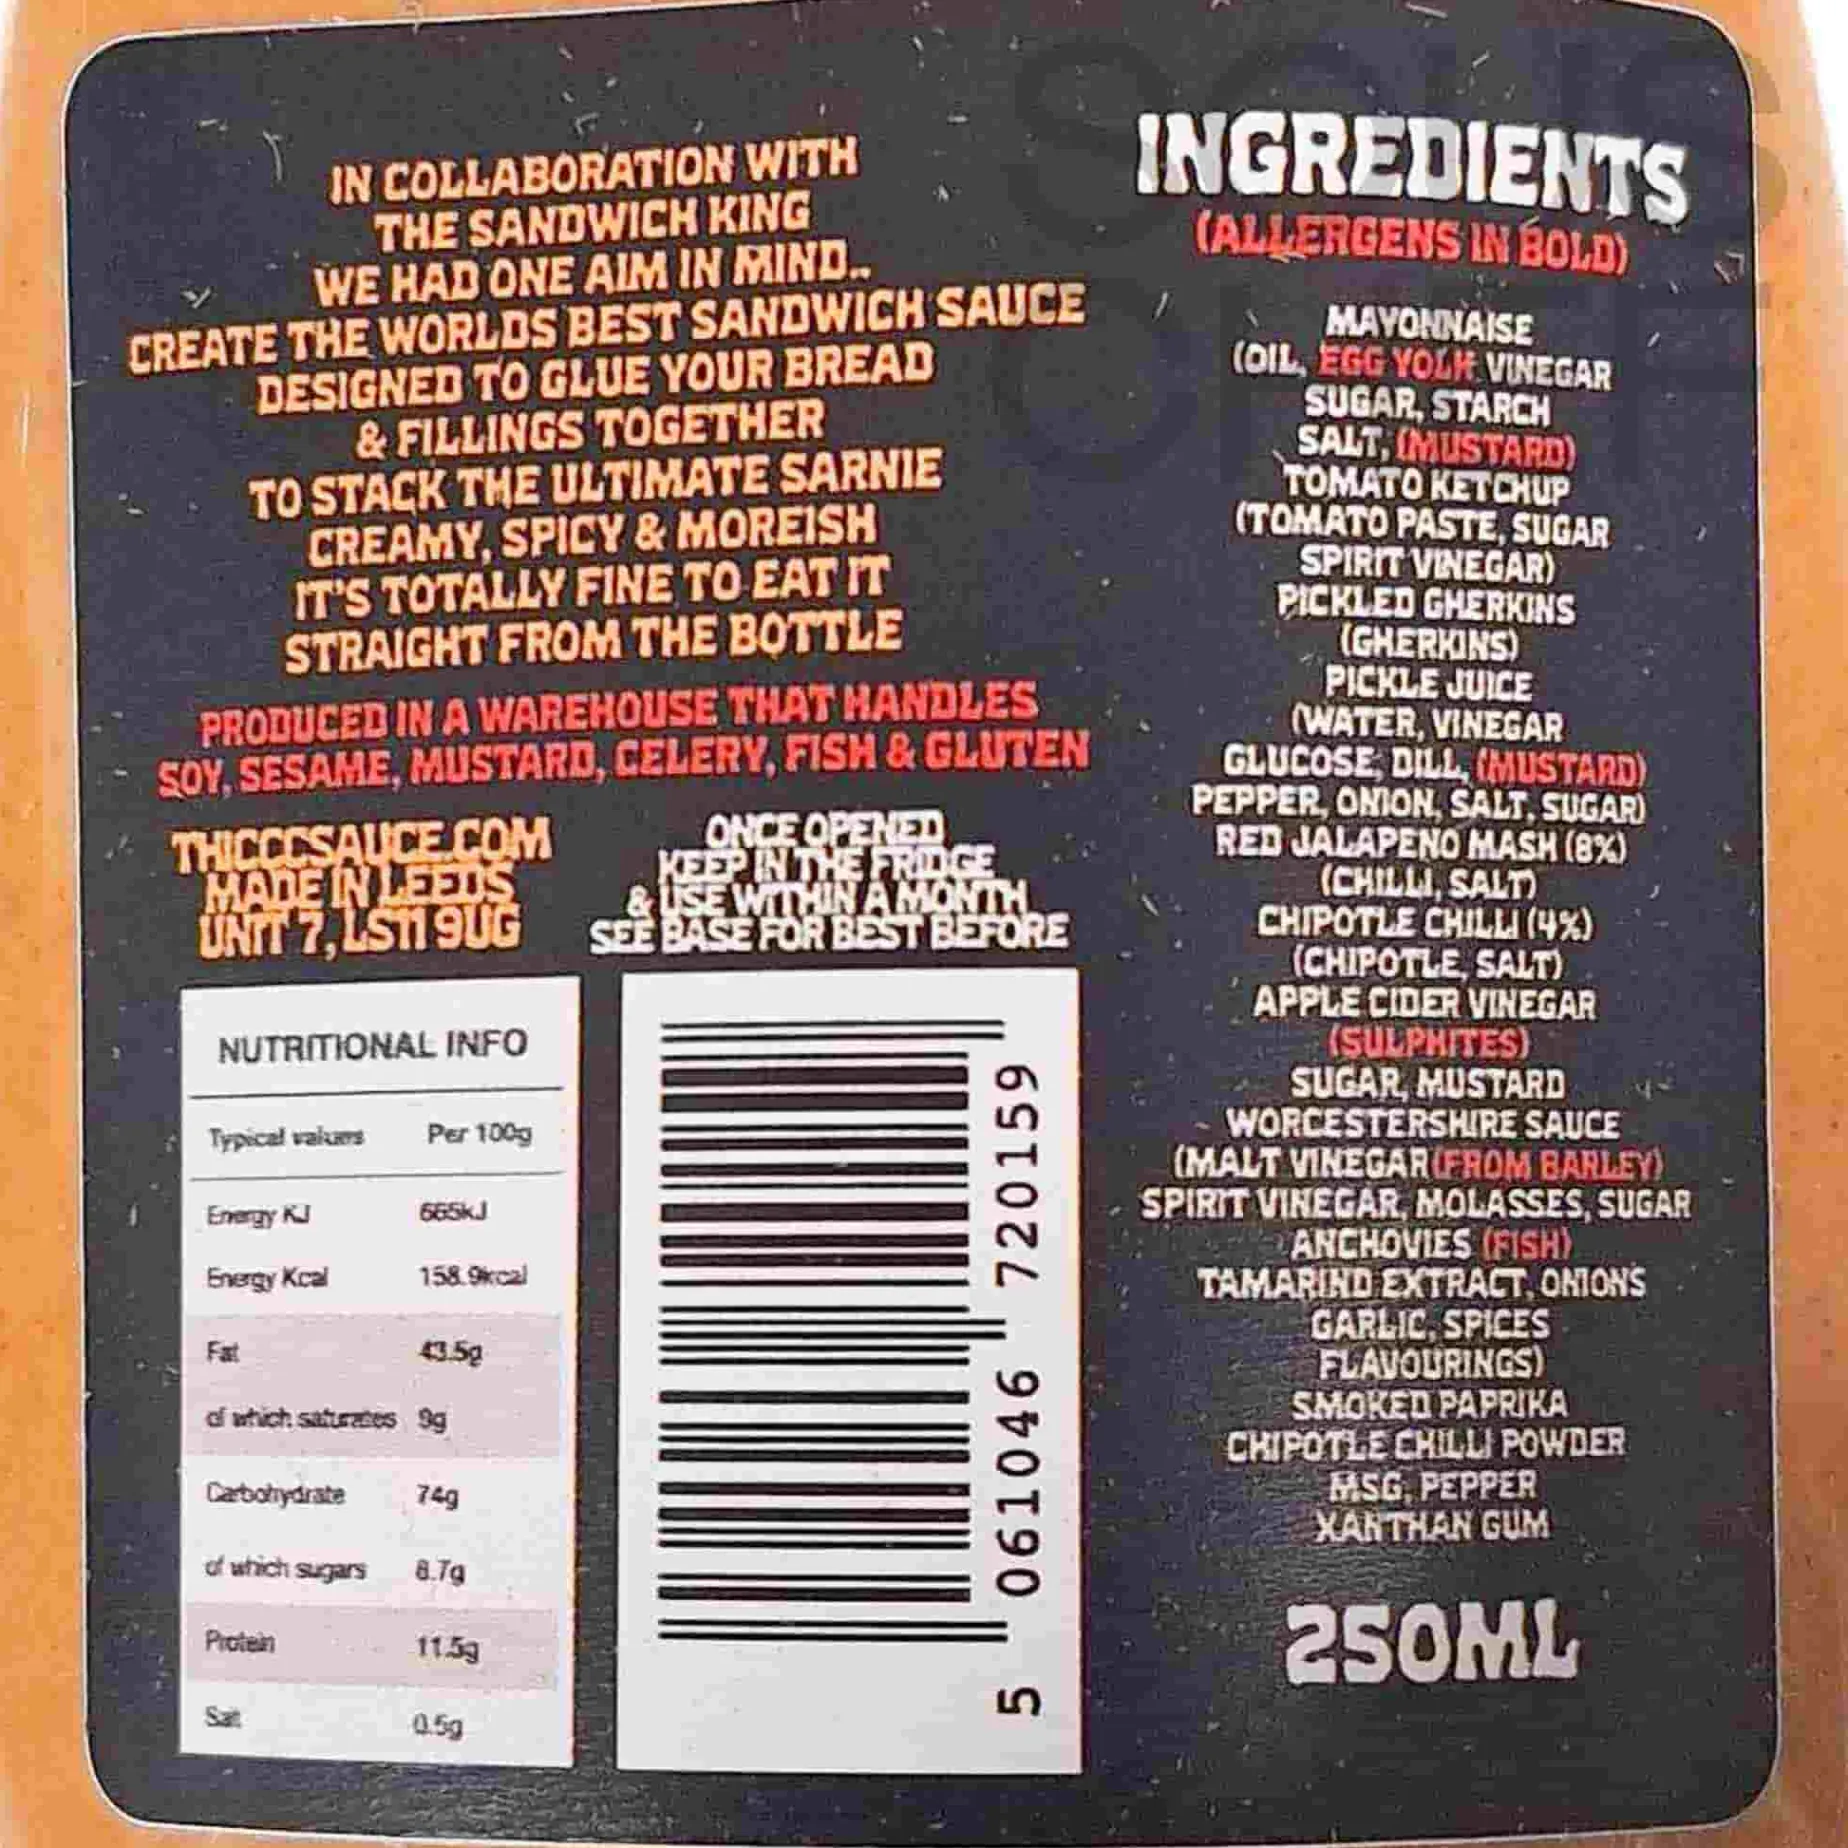 IN COLLABORATION WITH
THE SANDWICH KING
WE HAD ONE AIM IN MIND..
CREATE THE WORLDS BEST SANDWICH SAUCE
DESIGNED TO GLUE YOUR BREAD
& FILLINGS TOGETHER
TO STACK THE ULTIMATE SARNIE
CREAMY, SPICY & MOREISH
IT'S TOTALLY FINE TO EAT IT
STRAIGHT FROM THE BOTTLE
PRODUCED IN A WAREHOUSE THAT HANDLES
SOY, SESAME, MUSTARD, CELERY, FISH & GLUTEN
THICCCSAUCE.COM
MADE IN LEEDS
UNIT 7, LS11 9UG
ONCE OPENED
KEEP IN THE FRIDGE
& USE WITHIN A MONTH
SEE BASE FOR BEST BEFORE
NUTRITIONAL INFO
Typical values Per 100g
Energy KJ 665kJ
Energy Kcal 158.9kcal
Fat 43.5g
of which saturates 9g
Carbohydrate 74g
of which sugars 8.7g
Protein 11.5g
Salt 0.5g
5 061046 720159
INGREDIENTS
(ALLERGENS IN BOLD)
MAYONNAISE
(OIL, EGG YOLK VINEGAR
SUGAR, STARCH
SALT, (MUSTARD)
TOMATO KETCHUP
(TOMATO PASTE, SUGAR
SPIRIT VINEGAR)
PICKLED GHERKINS
(GHERKINS)
PICKLE JUICE
(WATER, VINEGAR
GLUCOSE, DILL, (MUSTARD)
PEPPER, ONION, SALT, SUGAR)
RED JALAPENO MASH (8%)
(CHILLI, SALT)
CHIPOTLE CHILLI (4%)
(CHIPOTLE, SALT)
APPLE CIDER VINEGAR
(SULPHITES)
SUGAR, MUSTARD
WORCESTERSHIRE SAUCE
(MALT VINEGAR (FROM BARLEY)
SPIRIT VINEGAR, MOLASSES, SUGAR
ANCHOVIES (FISH)
TAMARIND EXTRACT, ONIONS
GARLIC, SPICES
FLAVOURINGS)
SMOKED PAPRIKA
CHIPOTLE CHILLI POWDER
MSG, PEPPER
XANTHAN GUM
250ML